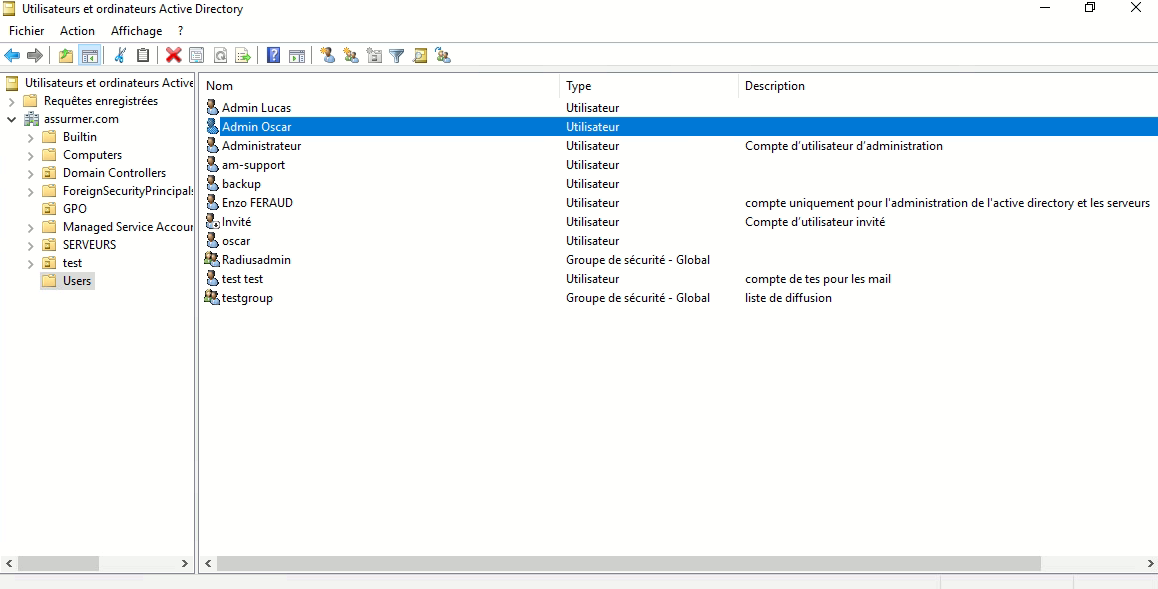 Utilisateurs et ordinateurs Active Directory
Fichier Action Affichage ?
Utilisateurs et ordinateurs Active
Requêtes enregistrées
assurmer.com
Builtin
Computers
Domain Controllers
ForeignSecurityPrincipals
GPO
Managed Service Accour
SERVEURS
test
Users
Nom Type Description
Admin Lucas Utilisateur
Admin Oscar Utilisateur
Administrateur Utilisateur Compte d’utilisateur d’administration
am-support Utilisateur
backup Utilisateur
Enzo FERAUD Utilisateur compte uniquement pour l'administration de l'active directory et les serveurs
Invité Utilisateur Compte d’utilisateur invité
oscar Utilisateur
Radiusadmin Groupe de sécurité - Global
test test Utilisateur compte de tes pour les mail
testgroup Groupe de sécurité - Global liste de diffusion